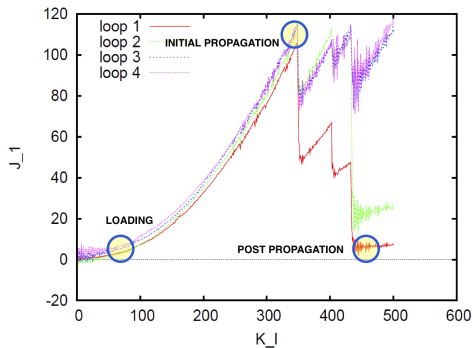 120
100
80
60
40
20
0
-20
J_1
loop 1
loop 2
loop 3
loop 4
INITIAL PROPAGATION
LOADING
POST PROPAGATION
0 100 200 300 400 500 600
K_I